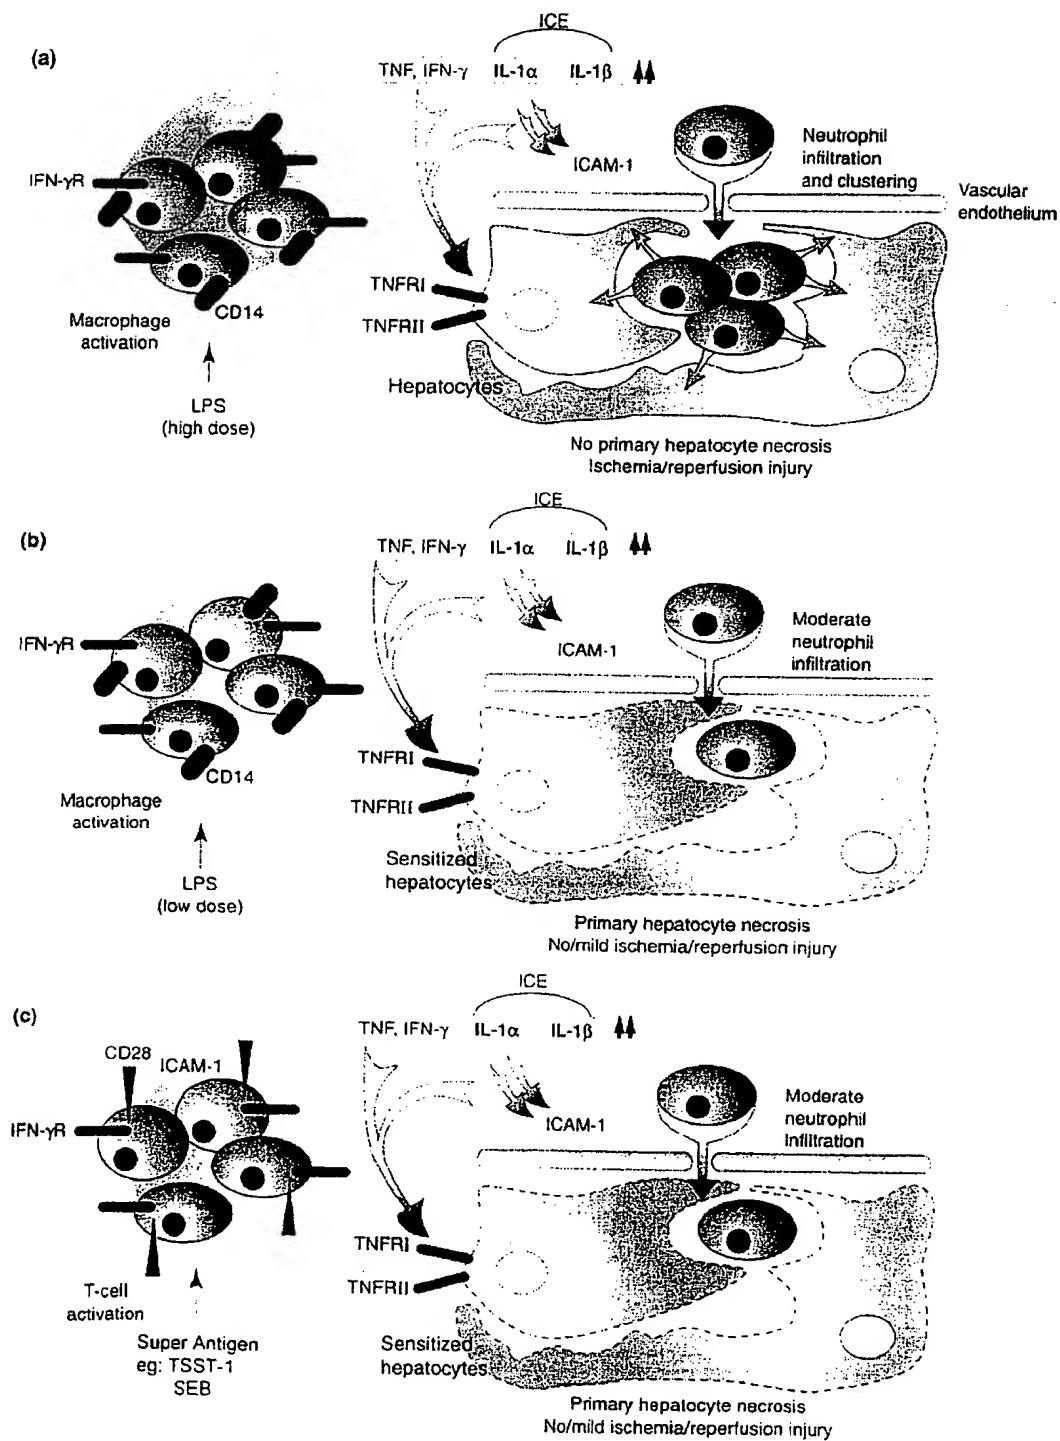 (a)
ICE
TNF, IFN-γ IL-1α IL-1β
ICAM-1
Neutrophil
infiltration
and clustering
Vascular
endothelium
IFN-γR
CD14
Macrophage
activation
LPS
(high dose)
TNFRI
TNFRII
Hepatocytes
No primary hepatocyte necrosis
Ischemia/reperfusion injury
(b)
ICE
TNF, IFN-γ IL-1α IL-1β
ICAM-1
Moderate
neutrophil
infiltration
IFN-γR
CD14
Macrophage
activation
LPS
(low dose)
TNFRI
TNFRII
Sensitized
hepatocytes
Primary hepatocyte necrosis
No/mild ischemia/reperfusion injury
(c)
ICE
TNF, IFN-γ IL-1α IL-1β
ICAM-1
Moderate
neutrophil
infiltration
CD28
ICAM-1
IFN-γR
T-cell
activation
Super Antigen
eg: TSST-1
SEB
TNFRI
TNFRII
Sensitized
hepatocytes
Primary hepatocyte necrosis
No/mild ischemia/reperfusion injury